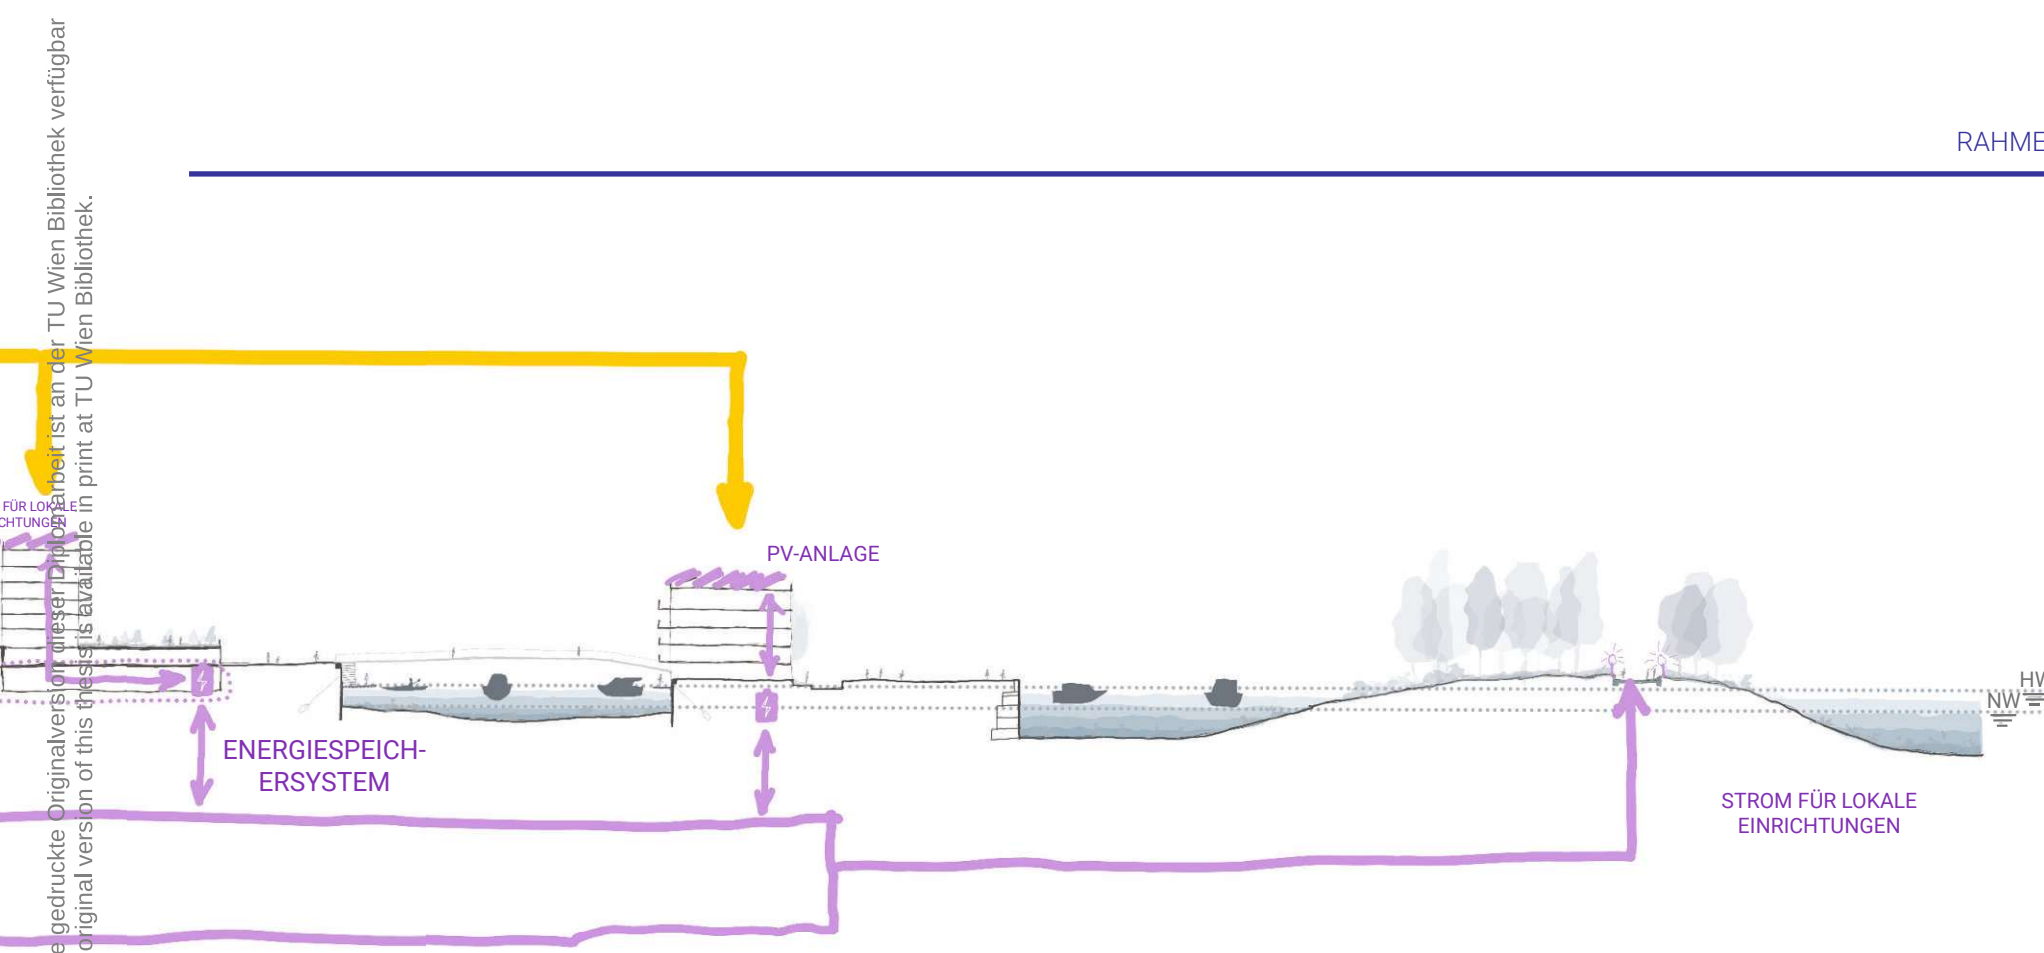 e gedruckte Originalversion dieser Diplomarbeit ist an der TU Wien Bibliothek verfügbar
original version of this thesis is available in print at TU Wien Bibliothek.
RAHME
FÜR LOKALE
CHTUNGEN
PV-ANLAGE
ENERGIESPEICH-
ERSYSTEM
HW
NW
STROM FÜR LOKALE
EINRICHTUNGEN